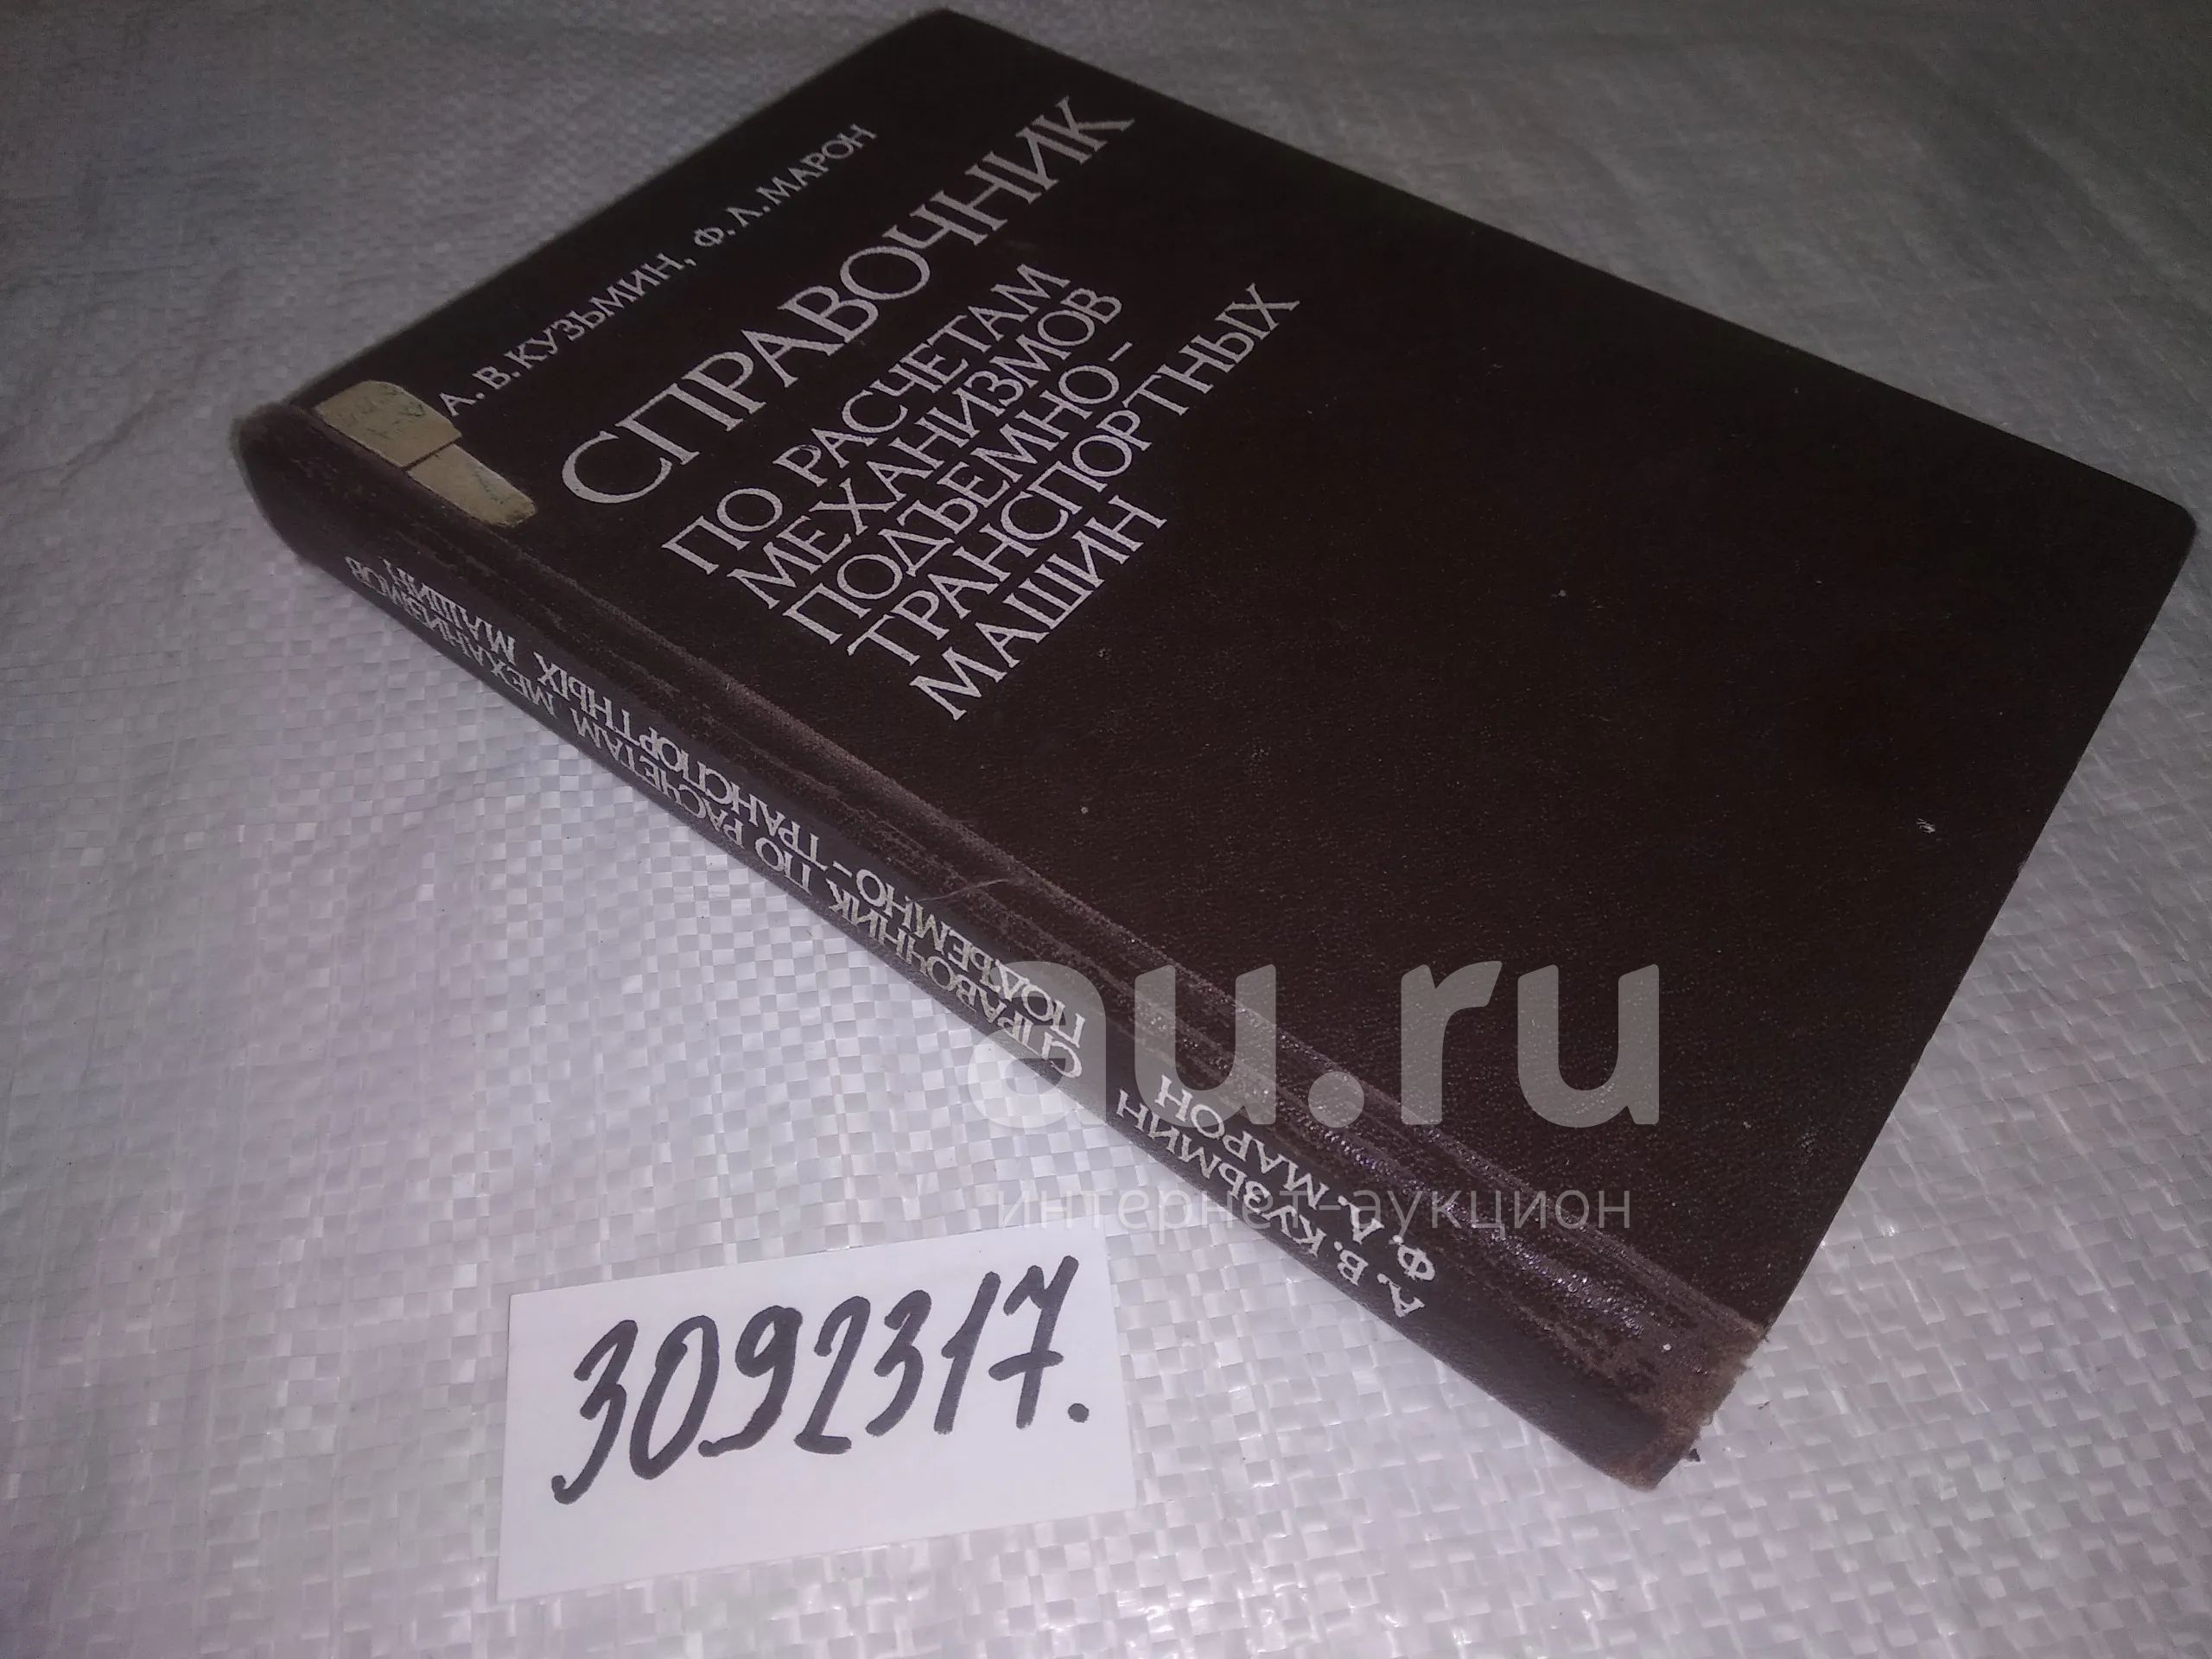 А. В. КУЗЬМИН, Ф. Л. МАРОН
СПРАВОЧНИК
ПО РАСЧЕТАМ
МЕХАНИЗМОВ
ПОДЪЕМНО-
ТРАНСПОРТНЫХ
МАШИН
А. В. КУЗЬМИН
Ф. Л. МАРОН
СПРАВОЧНИК ПО РАСЧЕТАМ МЕХАНИЗМОВ
ПОДЪЕМНО-ТРАНСПОРТНЫХ МАШИН
au.ru
интернет-аукцион
3092317.